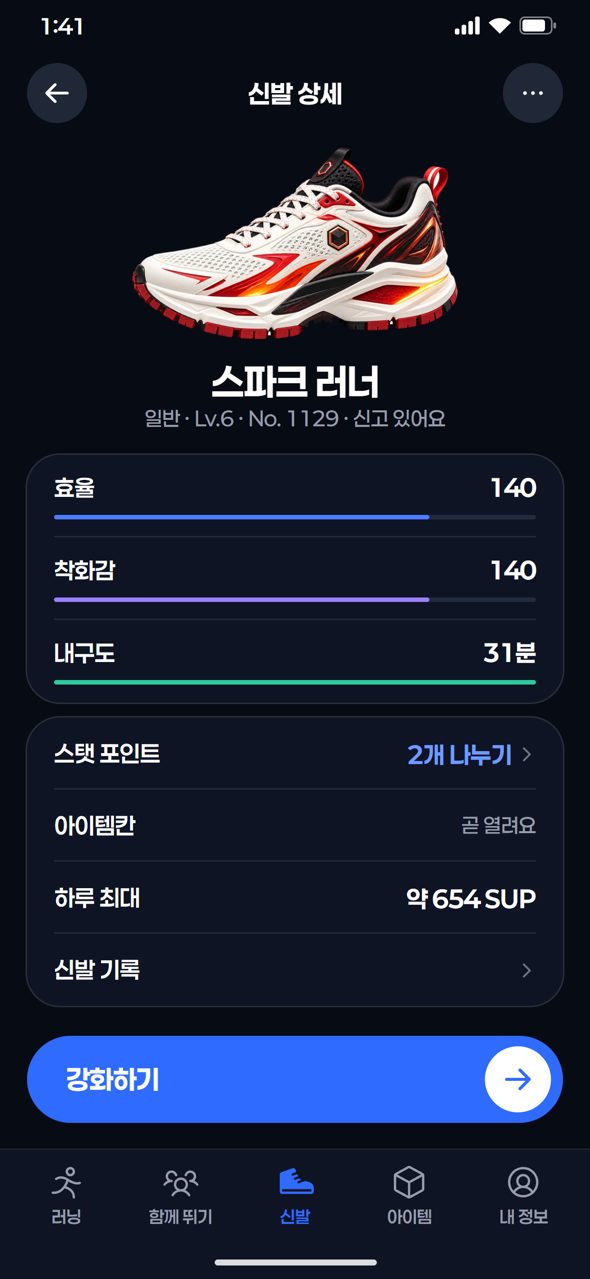 1:41
신발 상세
스파크 러너
일반 · Lv.6 · No. 1129 · 신고 있어요
효율 140
착화감 140
내구도 31분
스탯 포인트 2개 나누기
아이템칸 곧 열려요
하루 최대 약 654 SUP
신발 기록
강화하기
러닝 함께 뛰기 신발 아이템 내 정보